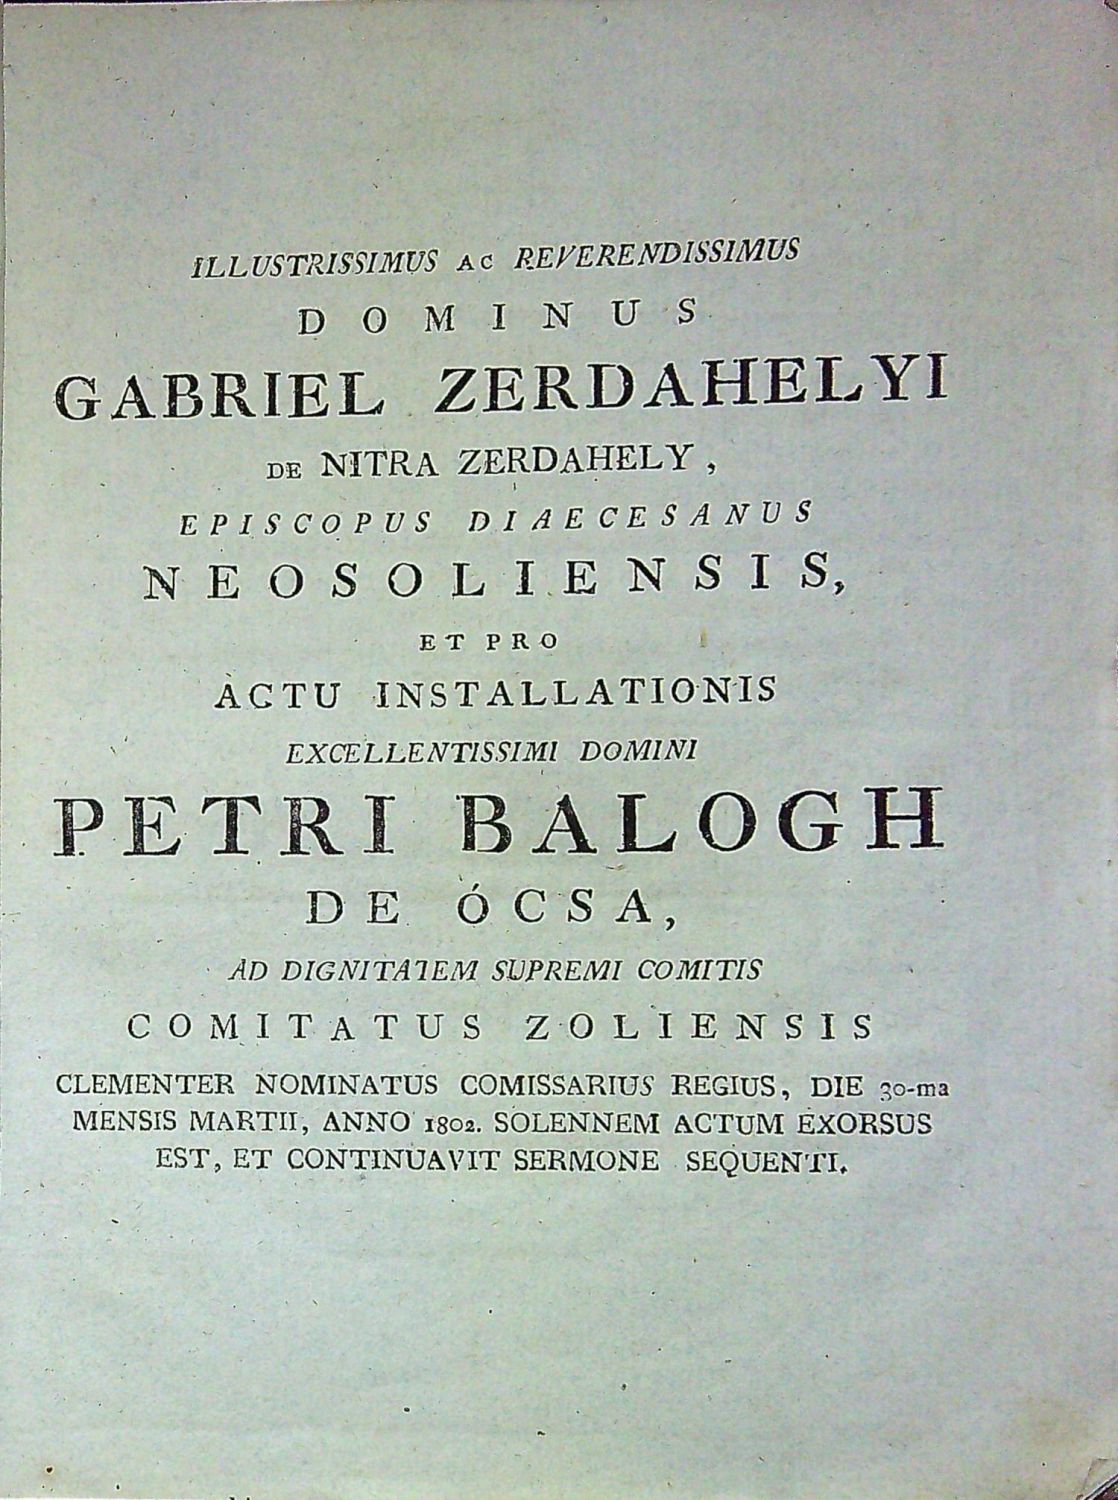 ILLUSTRISSIMUS AC REVERENDISSIMUS
DOMINUS
GABRIEL ZERDAHELYI
DE NITRA ZERDAHELY,
EPISCOPUS DIAECESANUS
NEOSOLIENSIS,
ET PRO
ACTU INSTALLATIONIS
EXCELLENTISSIMI DOMINI
PETRI BALOGH
DE ÓCSA,
AD DIGNITATEM SUPREMI COMITIS
COMITATUS ZOLIENSIS
CLEMENTER NOMINATUS COMISSARIUS REGIUS, DIE 30-ma
MENSIS MARTII, ANNO 1802. SOLENNEM ACTUM EXORSUS
EST, ET CONTINUAVIT SERMONE SEQUENTI.